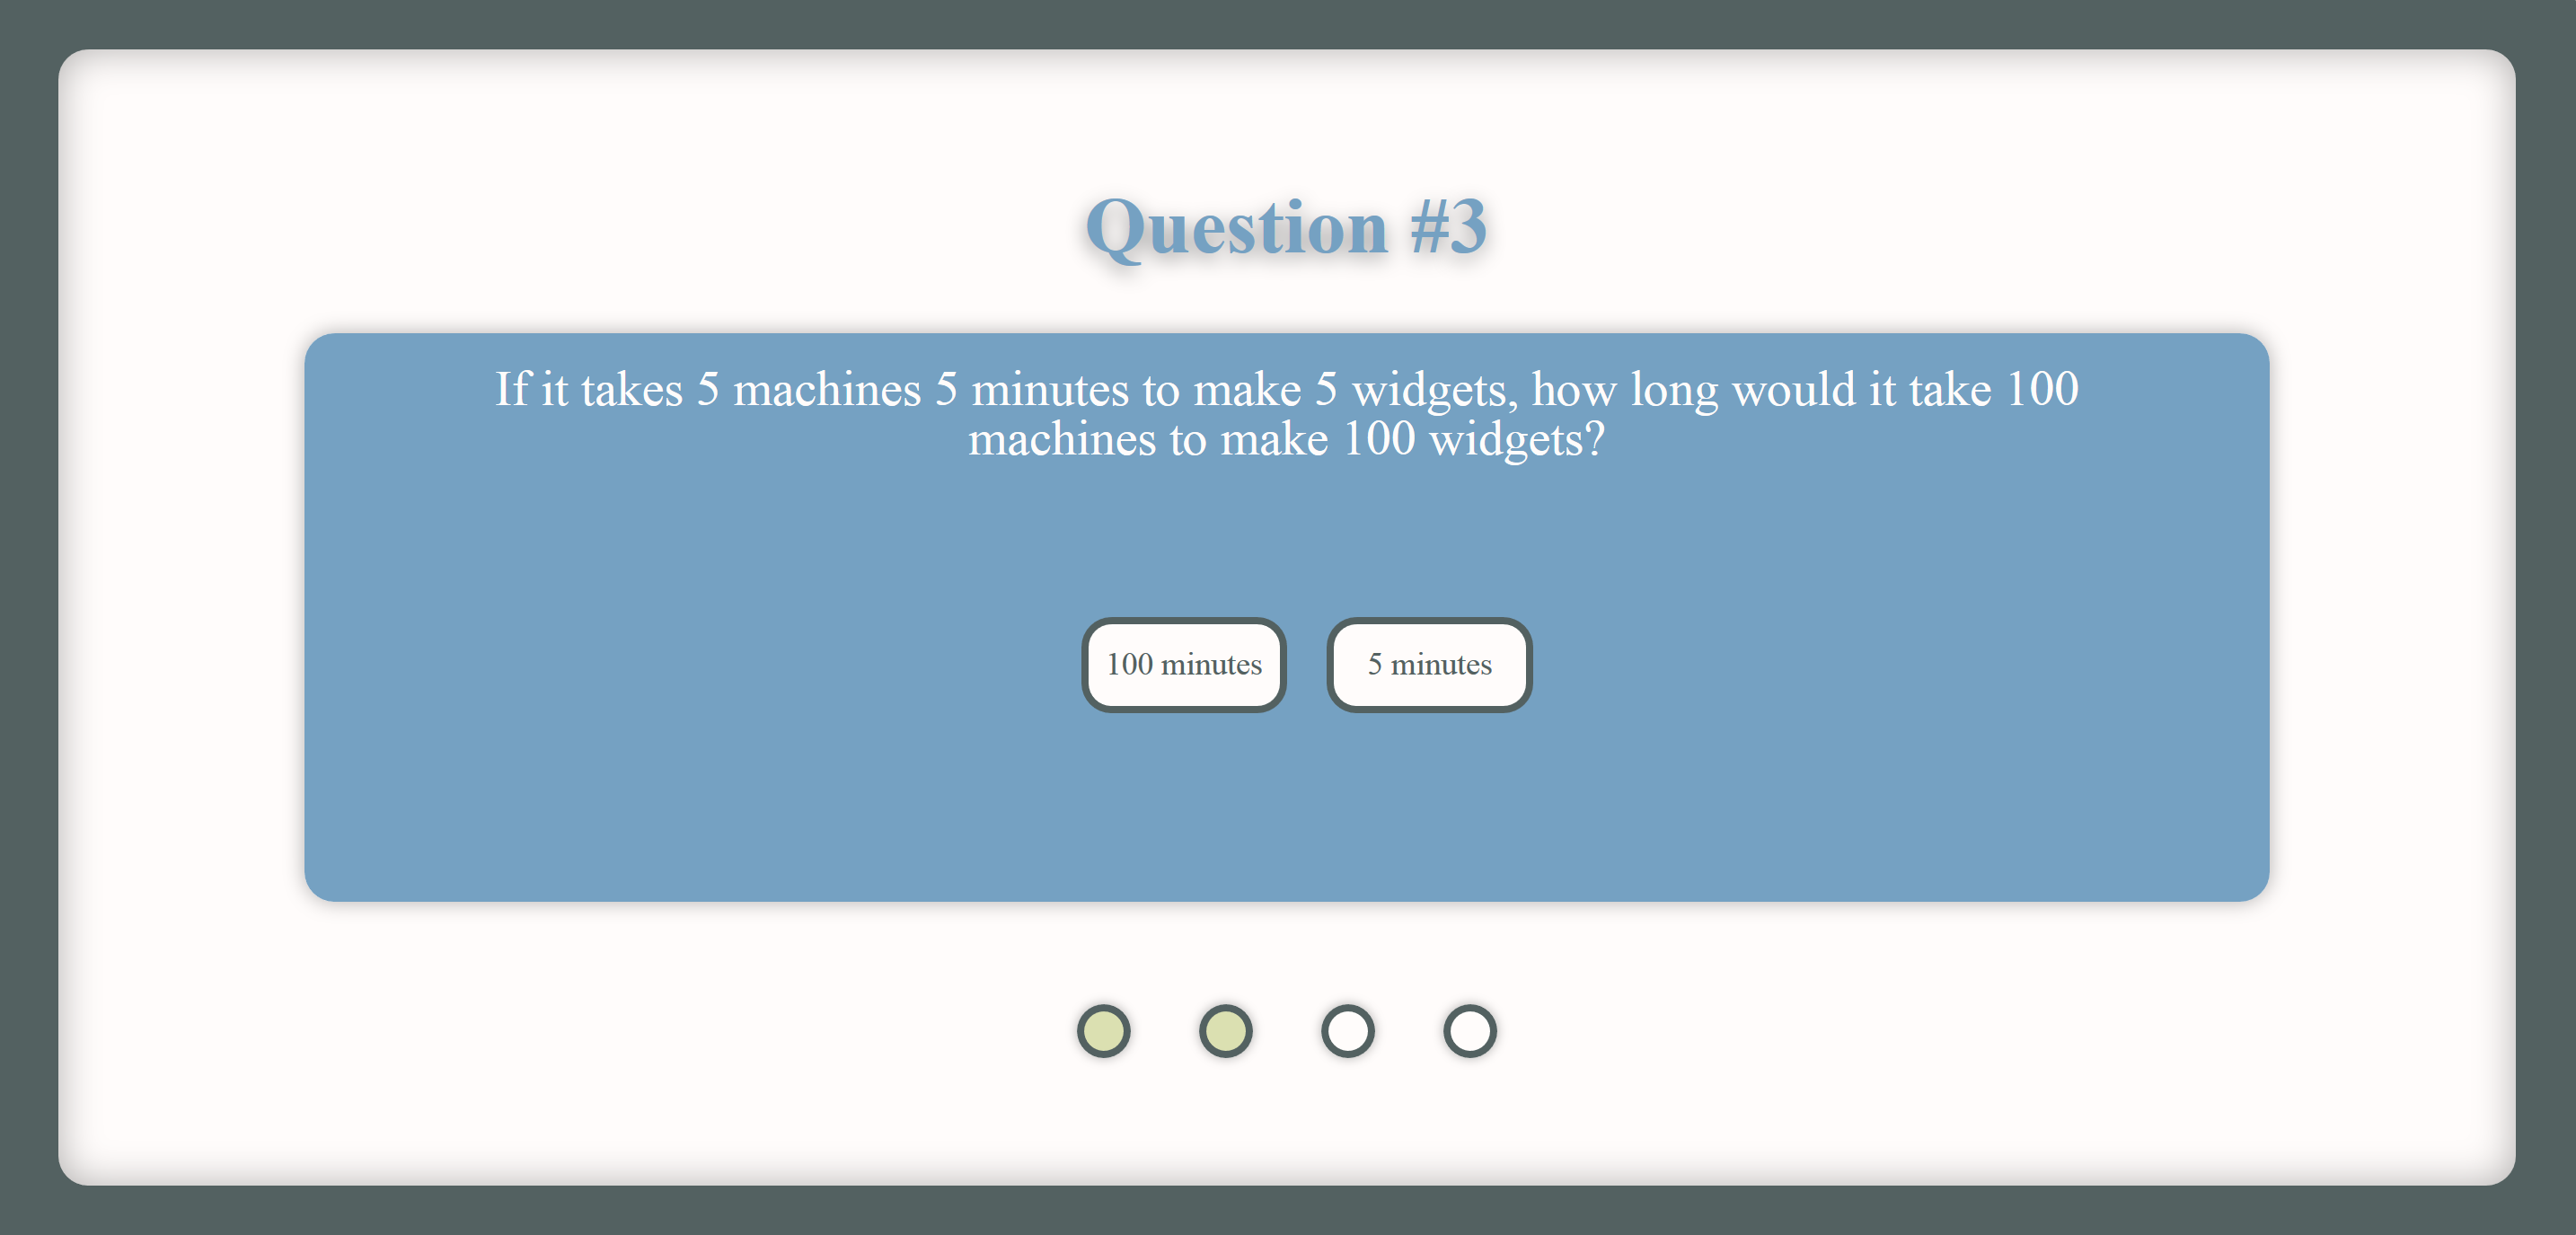 Question #3
If it takes 5 machines 5 minutes to make 5 widgets, how long would it take 100
machines to make 100 widgets?
100 minutes
5 minutes